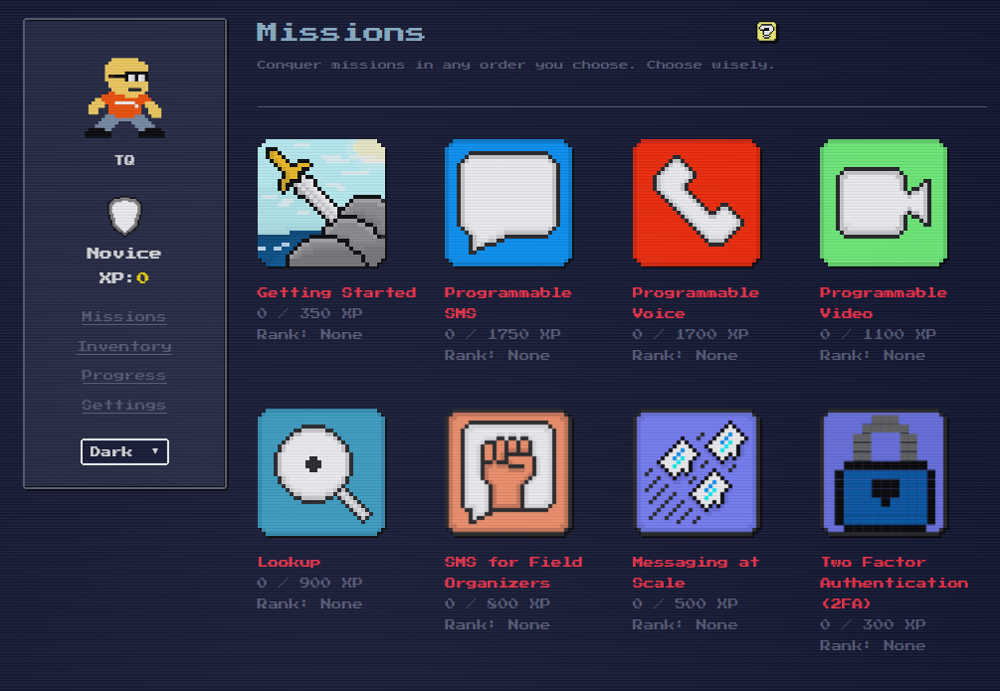 Missions
?
Conquer missions in any order you choose. Choose wisely.
TQ
Novice
XP:0
Missions
Inventory
Progress
Settings
Dark
Getting Started
0 / 350 XP
Rank: None
Programmable
SMS
0 / 1750 XP
Rank: None
Programmable
Voice
0 / 1700 XP
Rank: None
Programmable
Video
0 / 1100 XP
Rank: None
Lookup
0 / 900 XP
Rank: None
SMS for Field
Organizers
0 / 800 XP
Rank: None
Messaging at
Scale
0 / 500 XP
Rank: None
Two Factor
Authentication
(2FA)
0 / 300 XP
Rank: None